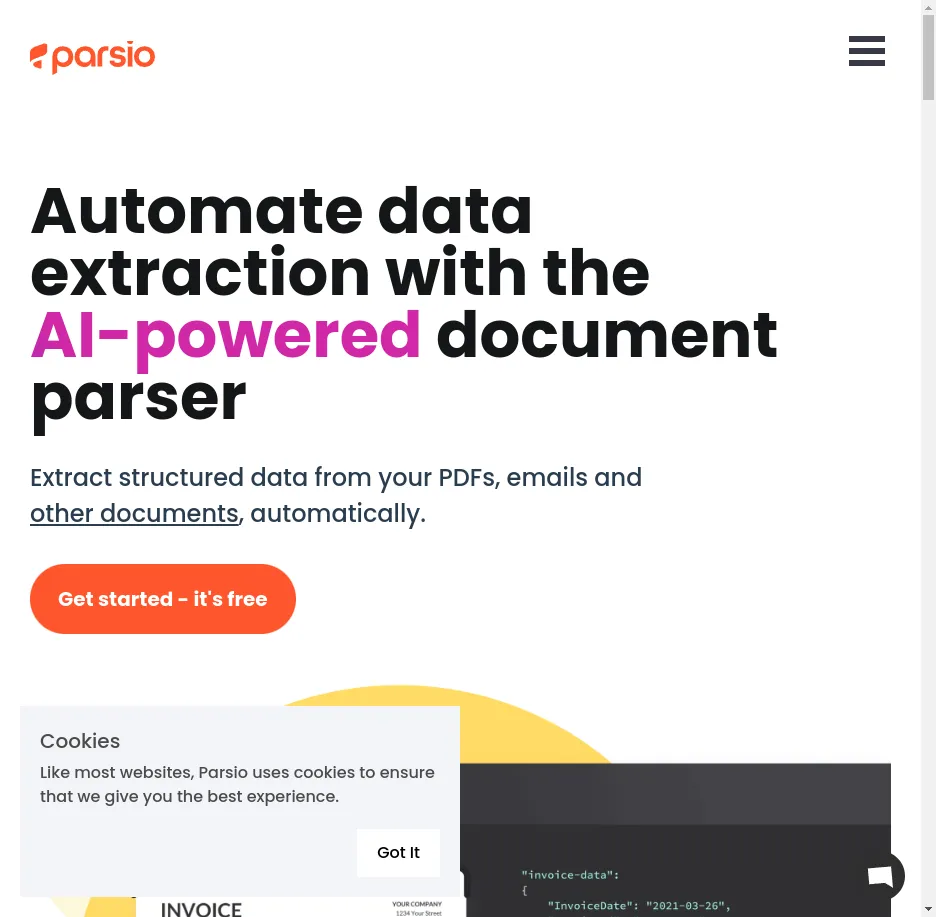 parsio
Automate data
extraction with the
AI-powered document
parser
Extract structured data from your PDFs, emails and
other documents, automatically.
Get started - it's free
Cookies
Like most websites, Parsio uses cookies to ensure
that we give you the best experience.
Got It
"invoice-data":
{
"InvoiceDate": "2021-03-26",
INVOICE
YOUR COMPANY
1234 Your Street